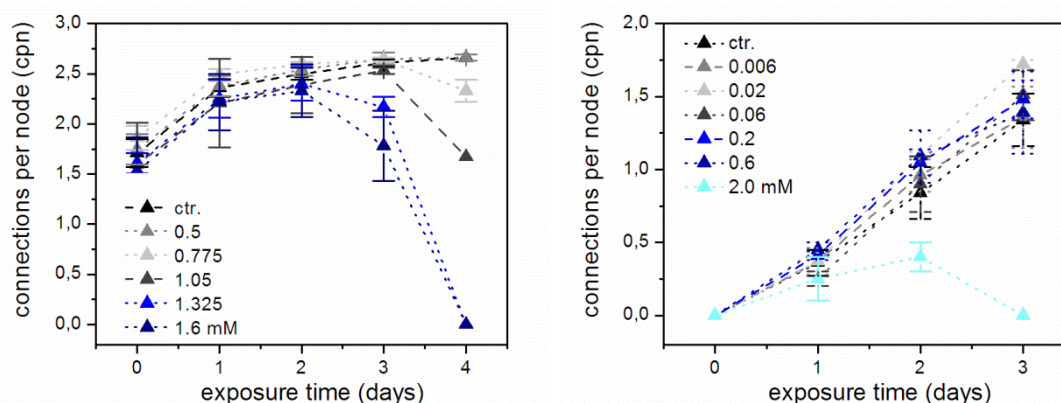 connections per node (cpn)
3,0
2,5
2,0
1,5
1,0
0,5
0,0
ctr.
0.5
0.775
1.05
1.325
1.6 mM
0 1 2 3 4
exposure time (days)
connections per node (cpn)
2,0
1,5
1,0
0,5
0,0
ctr.
0.006
0.02
0.06
0.2
0.6
2.0 mM
0 1 2 3
exposure time (days)